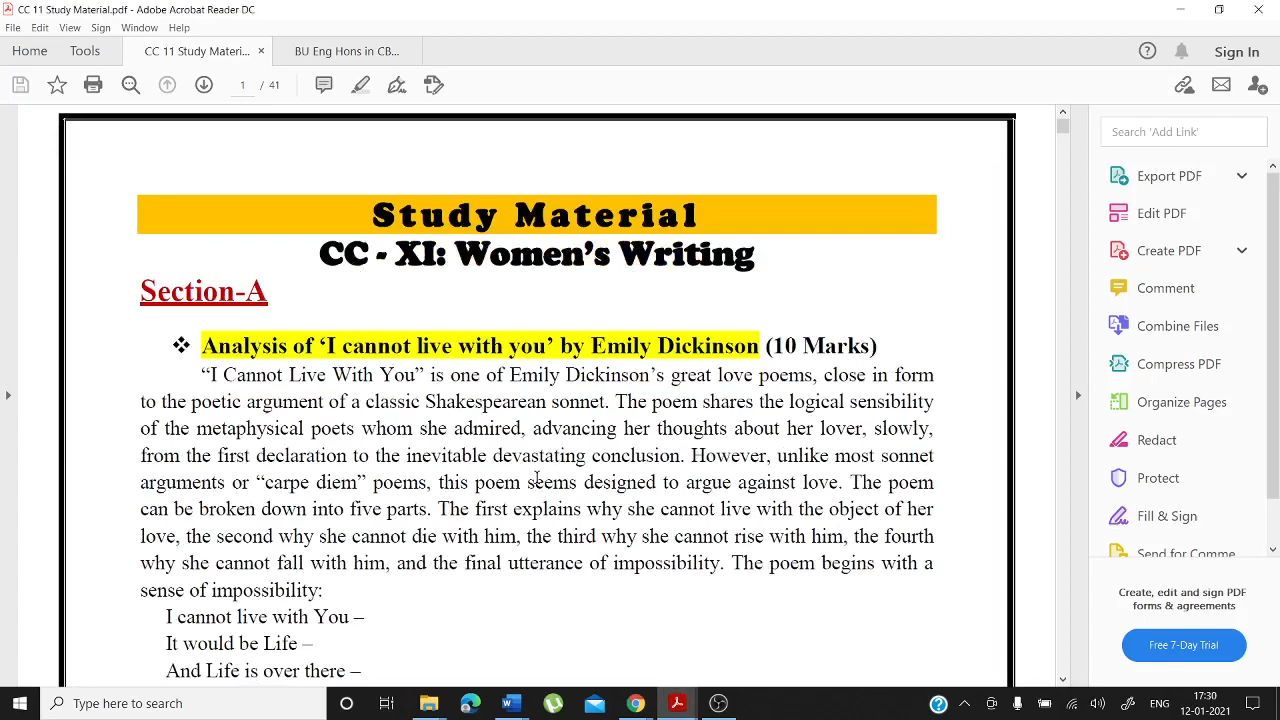 CC 11 Study Material.pdf - Adobe Acrobat Reader DC
File Edit View Sign Window Help
Home Tools CC 11 Study Materi... × BU Eng Hons in CB... Sign In
1 / 41
Search 'Add Link'
Study Material
CC - XI: Women's Writing
Section-A
❖ Analysis of ‘I cannot live with you’ by Emily Dickinson (10 Marks)
“I Cannot Live With You” is one of Emily Dickinson’s great love poems, close in form
to the poetic argument of a classic Shakespearean sonnet. The poem shares the logical sensibility
of the metaphysical poets whom she admired, advancing her thoughts about her lover, slowly,
from the first declaration to the inevitable devastating conclusion. However, unlike most sonnet
arguments or “carpe diem” poems, this poem seems designed to argue against love. The poem
can be broken down into five parts. The first explains why she cannot live with the object of her
love, the second why she cannot die with him, the third why she cannot rise with him, the fourth
why she cannot fall with him, and the final utterance of impossibility. The poem begins with a
sense of impossibility:
I cannot live with You –
It would be Life –
And Life is over there –
Export PDF
Edit PDF
Create PDF
Comment
Combine Files
Compress PDF
Organize Pages
Redact
Protect
Fill & Sign
Send for Comme
Create, edit and sign PDF
forms & agreements
Free 7-Day Trial
Type here to search
ENG
17:30
12-01-2021